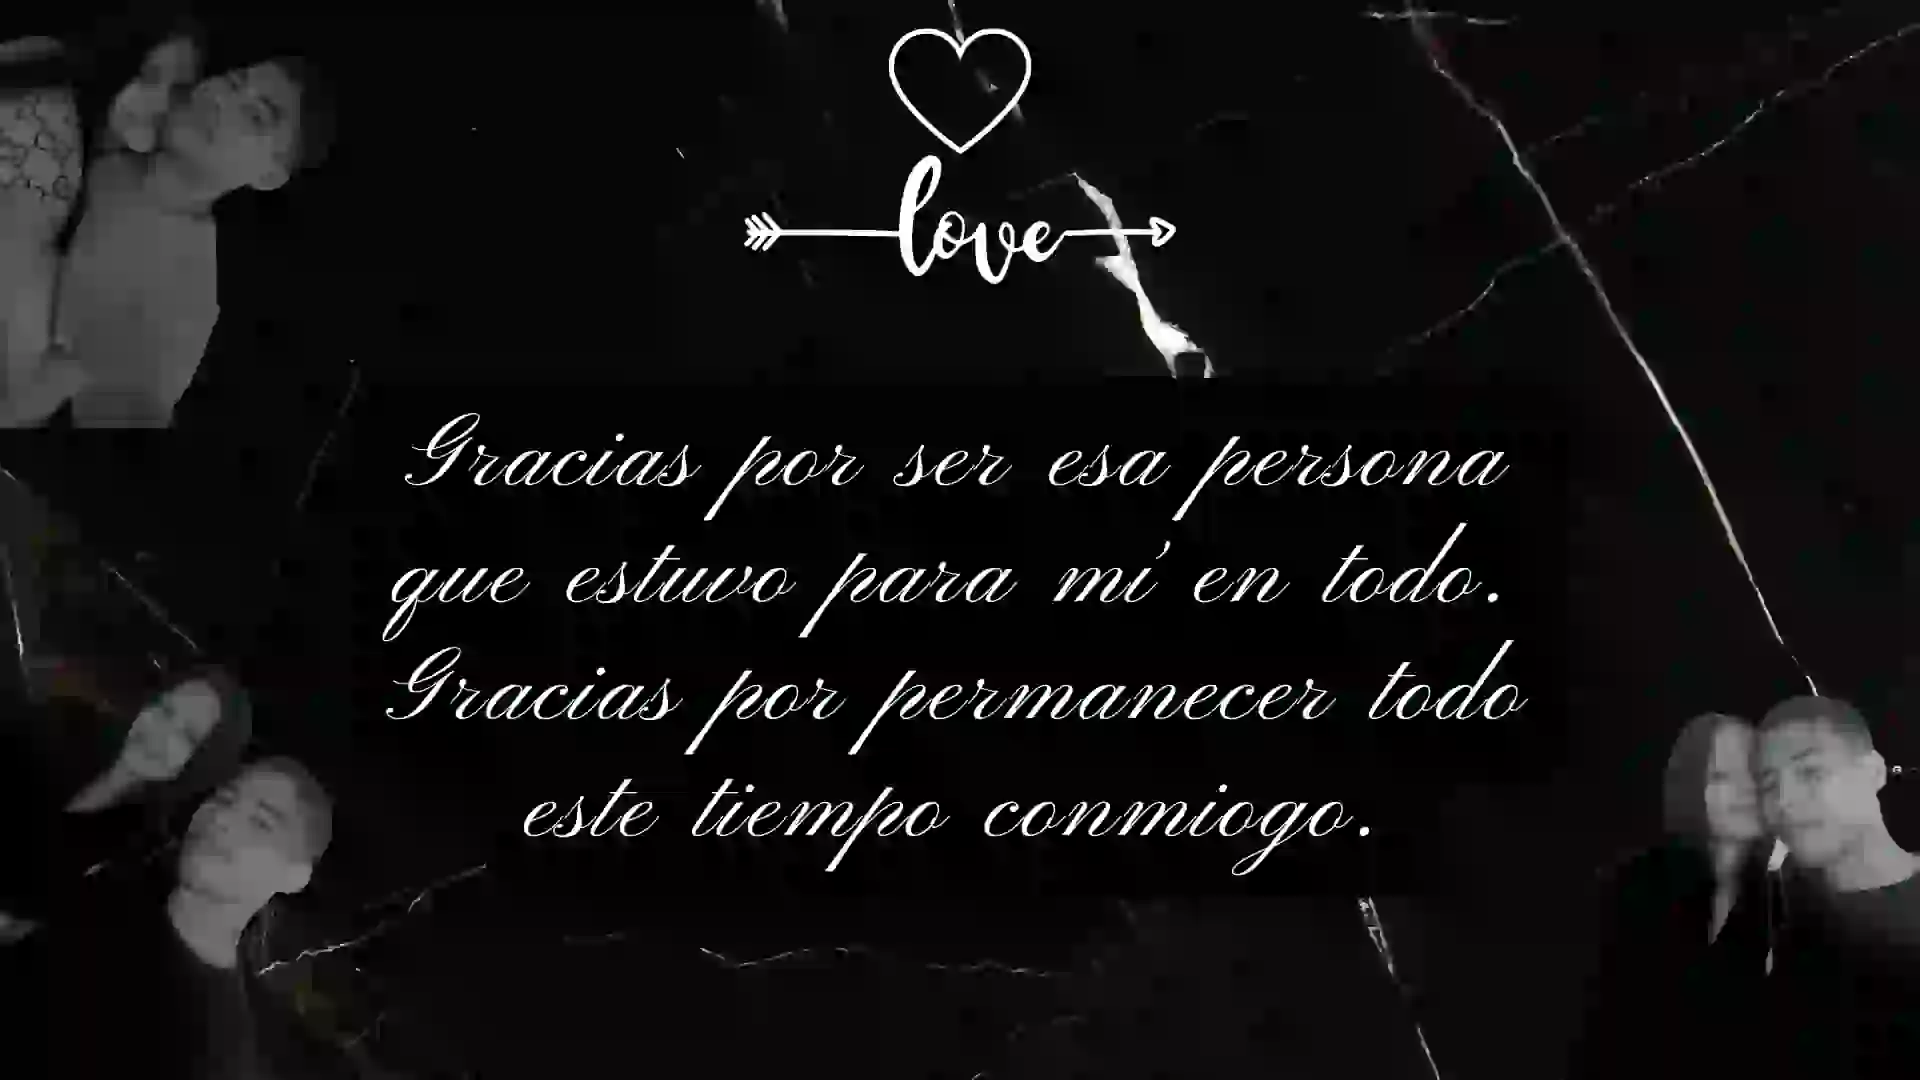 love
Gracias por ser esa persona
que estuvo para mí en todo.
Gracias por permanecer todo
este tiempo conmiogo.